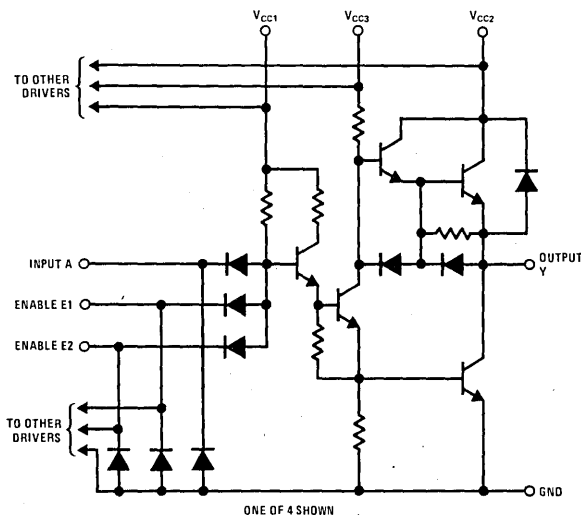 VCC1 VCC3 VCC2
TO OTHER
DRIVERS
INPUT A
OUTPUT
Y
ENABLE E1
ENABLE E2
TO OTHER
DRIVERS
GND
ONE OF 4 SHOWN